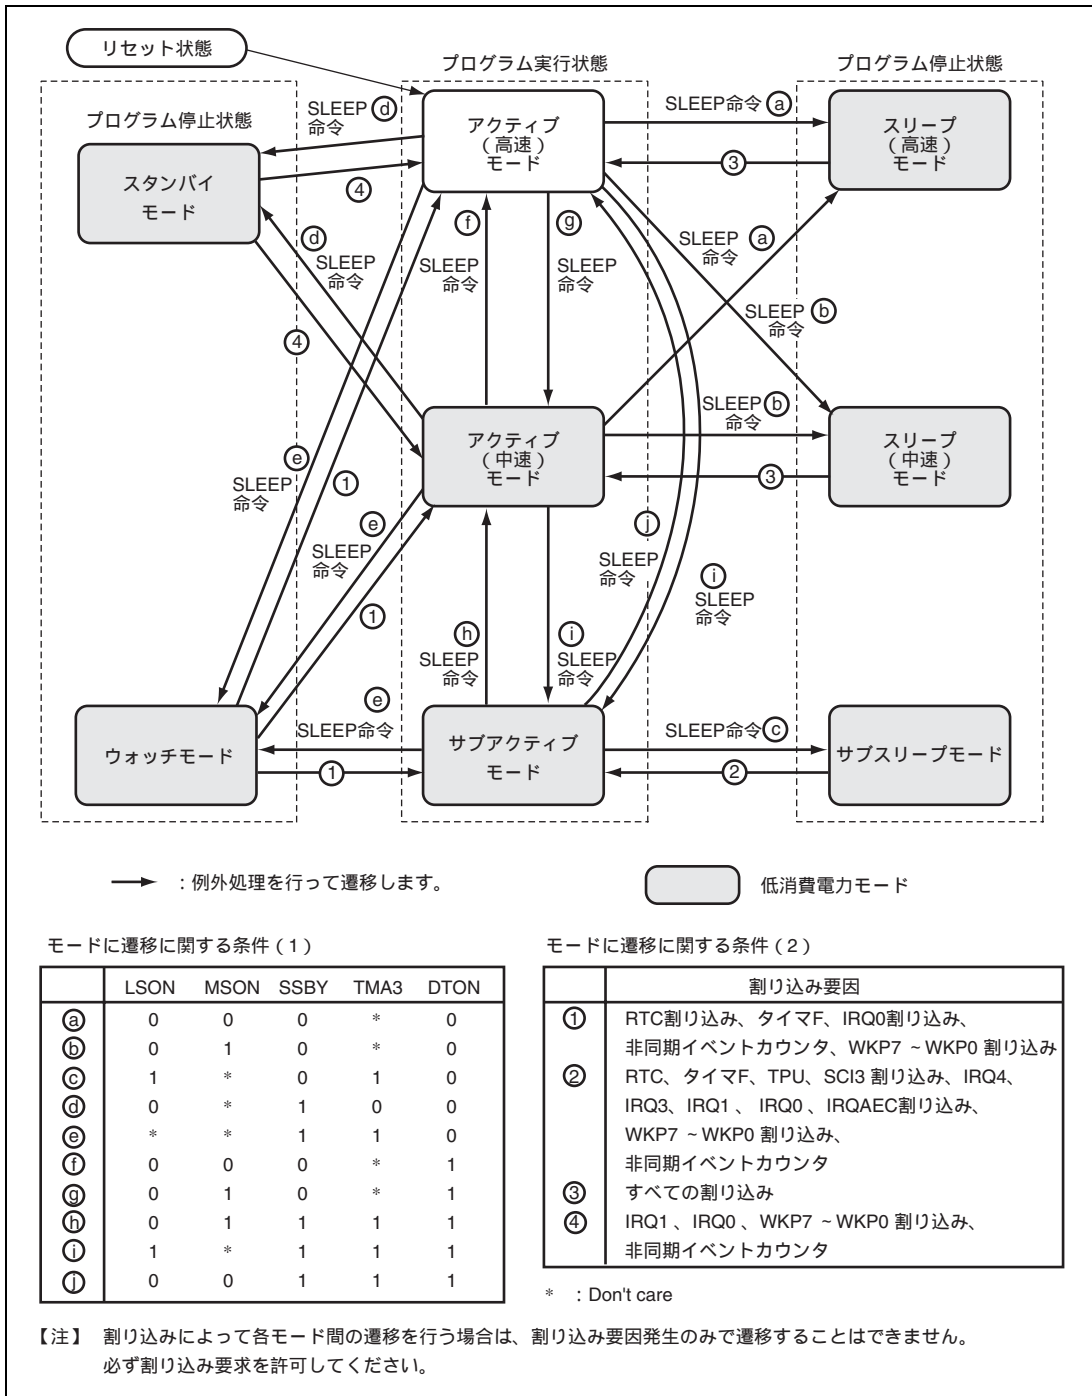 リセット状態
プログラム実行状態
プログラム停止状態
プログラム停止状態
SLEEP ⓓ
命令
アクティブ
（高速）
モード
SLEEP命令 ⓐ
スリープ
（高速）
モード
スタンバイ
モード
④
③
ⓕ
SLEEP
命令
ⓖ
SLEEP
命令
SLEEP ⓐ
命令
ⓓ
SLEEP
命令
SLEEP ⓑ
命令
④
アクティブ
（中速）
モード
SLEEP ⓑ
命令
スリープ
（中速）
モード
③
ⓔ
SLEEP
命令
①
ⓔ
SLEEP
命令
ⓙ
SLEEP
命令
ⓘ
SLEEP
命令
①
ⓗ
SLEEP
命令
ⓘ
SLEEP
命令
ⓔ
SLEEP命令
ウォッチモード
サブアクティブ
モード
SLEEP命令 ⓒ
サブスリープモード
①
②
：例外処理を行って遷移します。
低消費電力モード
モードに遷移に関する条件（1）
LSON MSON SSBY TMA3 DTON
ⓐ 0 0 0 * 0
ⓑ 0 1 0 * 0
ⓒ 1 * 0 1 0
ⓓ 0 * 1 0 0
ⓔ * * 1 1 0
ⓕ 0 0 0 * 1
ⓖ 0 1 0 * 1
ⓗ 0 1 1 1 1
ⓘ 1 * 1 1 1
ⓙ 0 0 1 1 1
モードに遷移に関する条件（2）
割り込み要因
① RTC割り込み、タイマF、IRQ0割り込み、
非同期イベントカウンタ、WKP7 ~ WKP0 割り込み
② RTC、タイマF、TPU、SCI3 割り込み、IRQ4、
IRQ3、IRQ1 、 IRQ0 、IRQAEC割り込み、
WKP7 ~ WKP0 割り込み、
非同期イベントカウンタ
③ すべての割り込み
④ IRQ1 、IRQ0 、WKP7 ~ WKP0 割り込み、
非同期イベントカウンタ
* : Don't care
【注】 割り込みによって各モード間の遷移を行う場合は、割り込み要因発生のみで遷移することはできません。
必ず割り込み要求を許可してください。